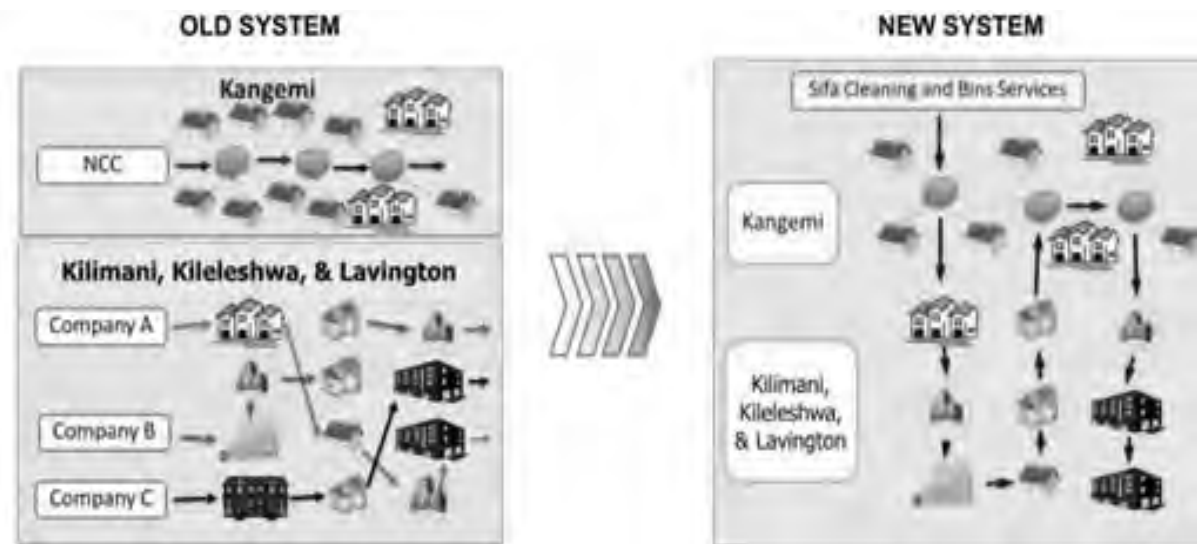 OLD SYSTEM
Kangemi
NCC
Kilimani, Kileleshwa, & Lavington
Company A
Company B
Company C
NEW SYSTEM
Sifa Cleaning and Bins Services
Kangemi
Kilimani,
Kileleshwa,
& Lavington